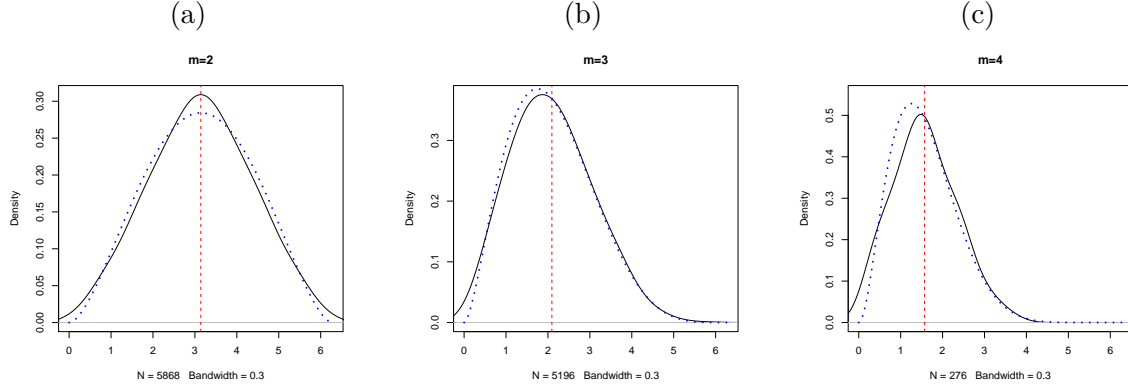 (a)
m=2
Density
0.00 0.05 0.10 0.15 0.20 0.25 0.30
0 1 2 3 4 5 6
N = 5868 Bandwidth = 0.3
(b)
m=3
Density
0.0 0.1 0.2 0.3
0 1 2 3 4 5 6
N = 5196 Bandwidth = 0.3
(c)
m=4
Density
0.0 0.1 0.2 0.3 0.4 0.5
0 1 2 3 4 5 6
N = 276 Bandwidth = 0.3